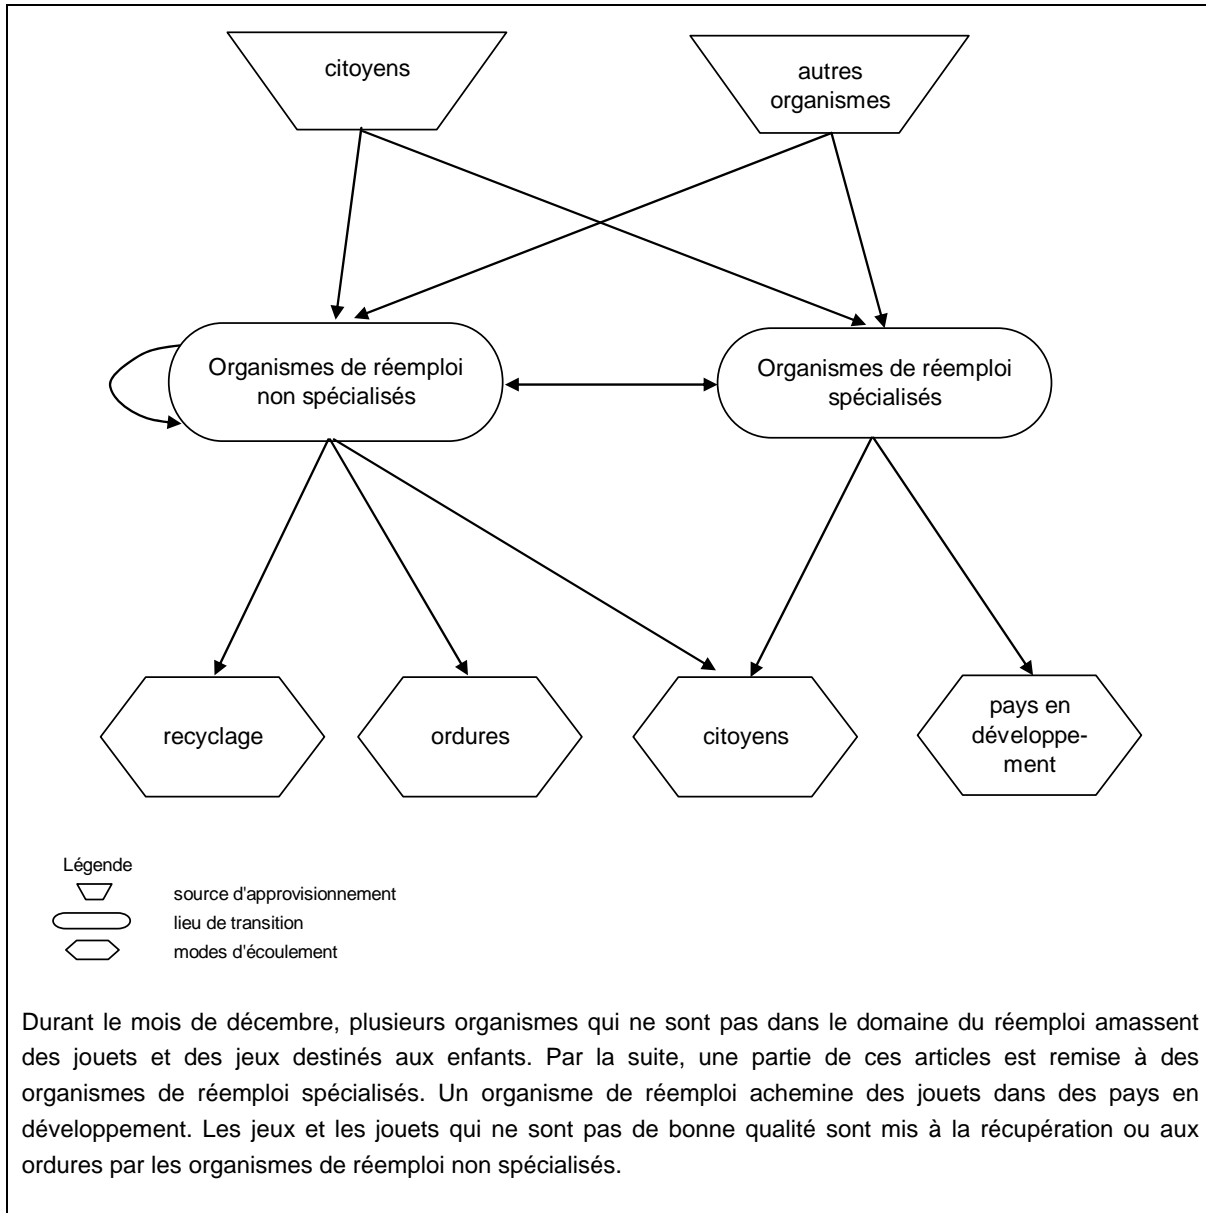 citoyens
autres
organismes
Organismes de réemploi
non spécialisés
Organismes de réemploi
spécialisés
recyclage
ordures
citoyens
pays en
développe-
ment
Légende
source d'approvisionnement
lieu de transition
modes d'écoulement
Durant le mois de décembre, plusieurs organismes qui ne sont pas dans le domaine du réemploi amassent
des jouets et des jeux destinés aux enfants. Par la suite, une partie de ces articles est remise à des
organismes de réemploi spécialisés. Un organisme de réemploi achemine des jouets dans des pays en
développement. Les jeux et les jouets qui ne sont pas de bonne qualité sont mis à la récupération ou aux
ordures par les organismes de réemploi non spécialisés.